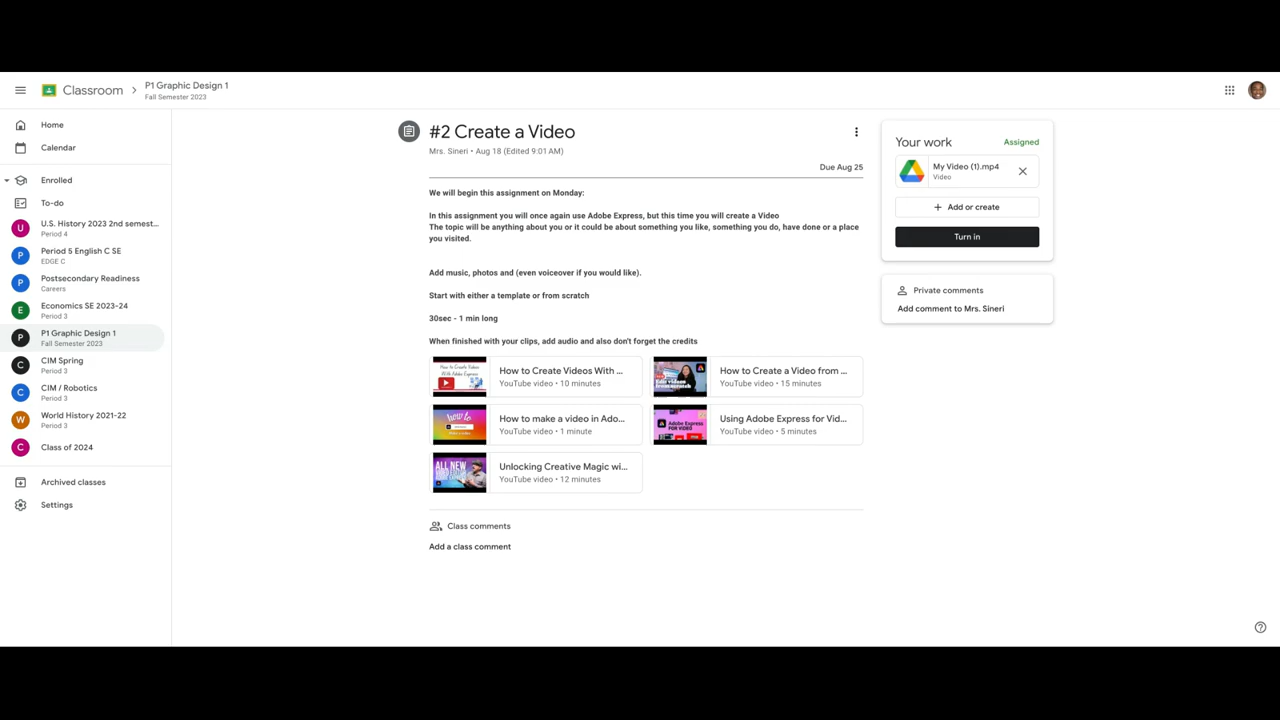 Classroom
P1 Graphic Design 1
Fall Semester 2023
Home
Calendar
Enrolled
To-do
U
U.S. History 2023 2nd semest...
Period 4
P
Period 5 English C SE
EDGE C
P
Postsecondary Readiness
Careers
E
Economics SE 2023-24
Period 3
P
P1 Graphic Design 1
Fall Semester 2023
C
CIM Spring
Period 3
C
CIM / Robotics
Period 3
W
World History 2021-22
Period 3
C
Class of 2024
Archived classes
Settings
#2 Create a Video
Mrs. Sineri • Aug 18 (Edited 9:01 AM)
Due Aug 25
We will begin this assignment on Monday:
In this assignment you will once again use Adobe Express, but this time you will create a Video
The topic will be anything about you or it could be about something you like, something you do, have done or a place
you visited.
Add music, photos and (even voiceover if you would like).
Start with either a template or from scratch
30sec - 1 min long
When finished with your clips, add audio and also don't forget the credits
How to Create Videos With ...
YouTube video • 10 minutes
How to Create a Video from ...
YouTube video • 15 minutes
How to make a video in Ado...
YouTube video • 1 minute
Using Adobe Express for Vid...
YouTube video • 5 minutes
Unlocking Creative Magic wi...
YouTube video • 12 minutes
Class comments
Add a class comment
Your work
Assigned
My Video (1).mp4
Video
+ Add or create
Turn in
Private comments
Add comment to Mrs. Sineri